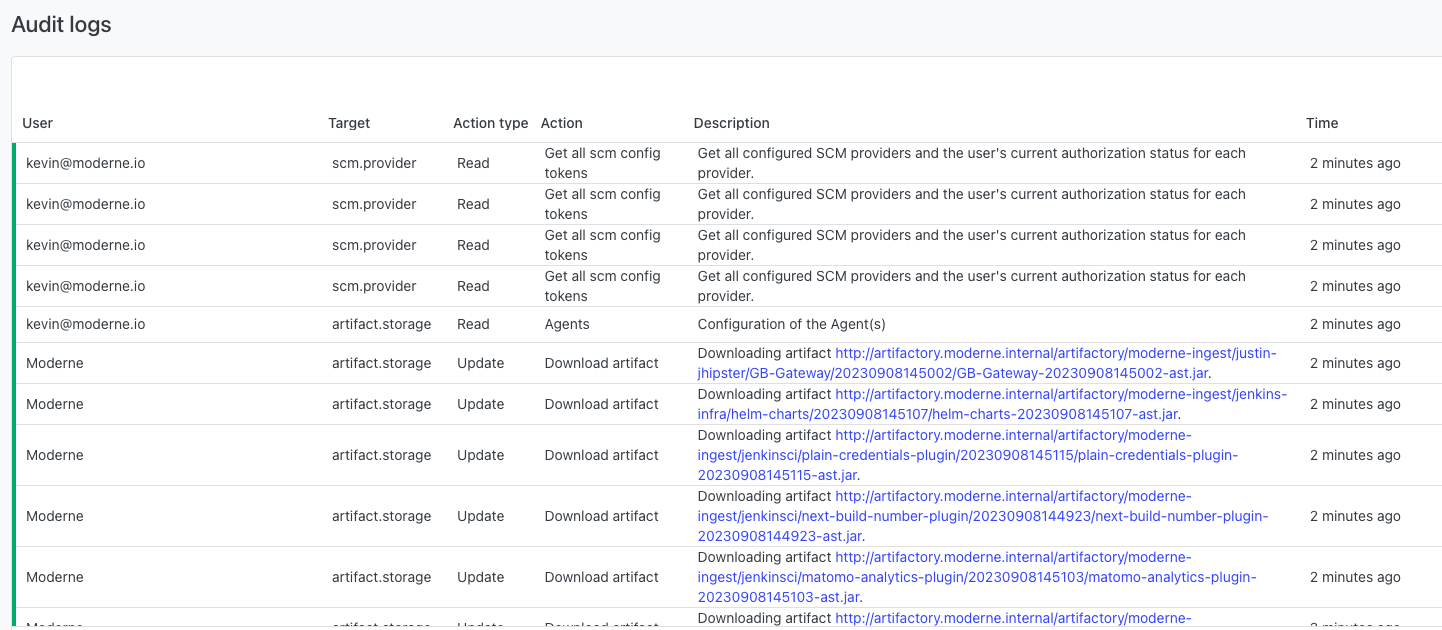 Audit logs
User Target Action type Action Description Time
kevin@moderne.io scm.provider Read Get all scm config tokens Get all configured SCM providers and the user's current authorization status for each provider. 2 minutes ago
kevin@moderne.io scm.provider Read Get all scm config tokens Get all configured SCM providers and the user's current authorization status for each provider. 2 minutes ago
kevin@moderne.io scm.provider Read Get all scm config tokens Get all configured SCM providers and the user's current authorization status for each provider. 2 minutes ago
kevin@moderne.io scm.provider Read Get all scm config tokens Get all configured SCM providers and the user's current authorization status for each provider. 2 minutes ago
kevin@moderne.io artifact.storage Read Agents Configuration of the Agent(s) 2 minutes ago
Moderne artifact.storage Update Download artifact Downloading artifact http://artifactory.moderne.internal/artifactory/moderne-ingest/justin-jhipster/GB-Gateway/20230908145002/GB-Gateway-20230908145002-ast.jar. 2 minutes ago
Moderne artifact.storage Update Download artifact Downloading artifact http://artifactory.moderne.internal/artifactory/moderne-ingest/jenkins-infra/helm-charts/20230908145107/helm-charts-20230908145107-ast.jar. 2 minutes ago
Moderne artifact.storage Update Download artifact Downloading artifact http://artifactory.moderne.internal/artifactory/moderne-ingest/jenkinsci/plain-credentials-plugin/20230908145115/plain-credentials-plugin-20230908145115-ast.jar. 2 minutes ago
Moderne artifact.storage Update Download artifact Downloading artifact http://artifactory.moderne.internal/artifactory/moderne-ingest/jenkinsci/next-build-number-plugin/20230908144923/next-build-number-plugin-20230908144923-ast.jar. 2 minutes ago
Moderne artifact.storage Update Download artifact Downloading artifact http://artifactory.moderne.internal/artifactory/moderne-ingest/jenkinsci/matomo-analytics-plugin/20230908145103/matomo-analytics-plugin-20230908145103-ast.jar. 2 minutes ago
Downloading artifact http://artifactory.moderne.internal/artifactory/moderne-